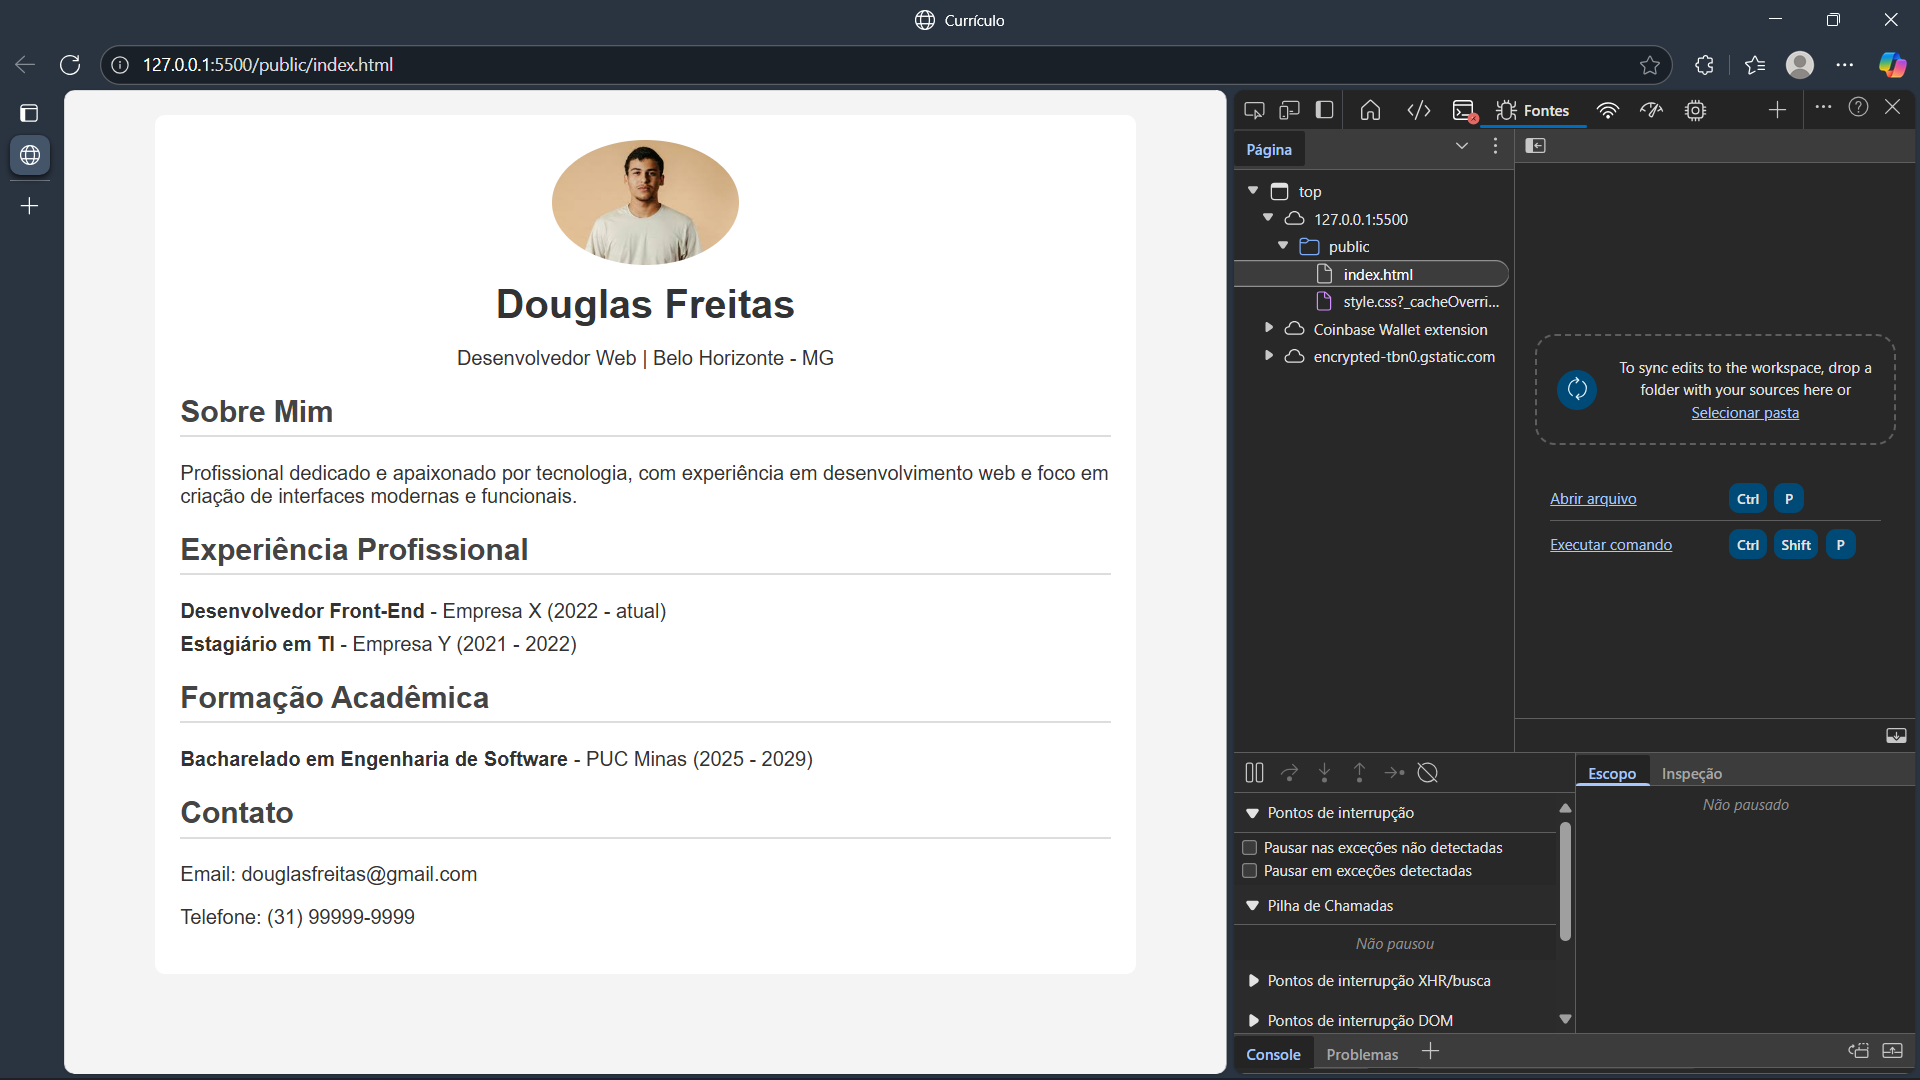 Currículo
127.0.0.1:5500/public/index.html
Douglas Freitas
Desenvolvedor Web | Belo Horizonte - MG
Sobre Mim
Profissional dedicado e apaixonado por tecnologia, com experiência em desenvolvimento web e foco em
criação de interfaces modernas e funcionais.
Experiência Profissional
Desenvolvedor Front-End - Empresa X (2022 - atual)
Estagiário em TI - Empresa Y (2021 - 2022)
Formação Acadêmica
Bacharelado em Engenharia de Software - PUC Minas (2025 - 2029)
Contato
Email: douglasfreitas@gmail.com
Telefone: (31) 99999-9999
Fontes
Página
top
127.0.0.1:5500
public
index.html
style.css?_cacheOverri...
Coinbase Wallet extension
encrypted-tbn0.gstatic.com
To sync edits to the workspace, drop a
folder with your sources here or
Selecionar pasta
Abrir arquivo Ctrl P
Executar comando Ctrl Shift P
Pontos de interrupção
Pausar nas exceções não detectadas
Pausar em exceções detectadas
Pilha de Chamadas
Não pausou
Pontos de interrupção XHR/busca
Pontos de interrupção DOM
Escopo Inspeção
Não pausado
Console Problemas